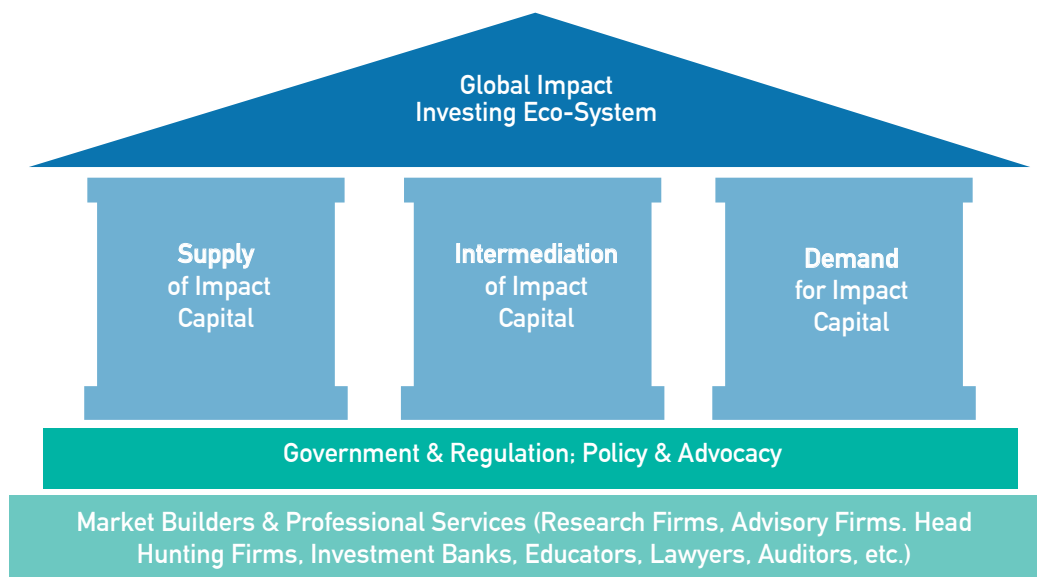 Global Impact
Investing Eco-System
Supply
of Impact
Capital
Intermediation
of Impact
Capital
Demand
for Impact
Capital
Government & Regulation; Policy & Advocacy
Market Builders & Professional Services (Research Firms, Advisory Firms. Head
Hunting Firms, Investment Banks, Educators, Lawyers, Auditors, etc.)